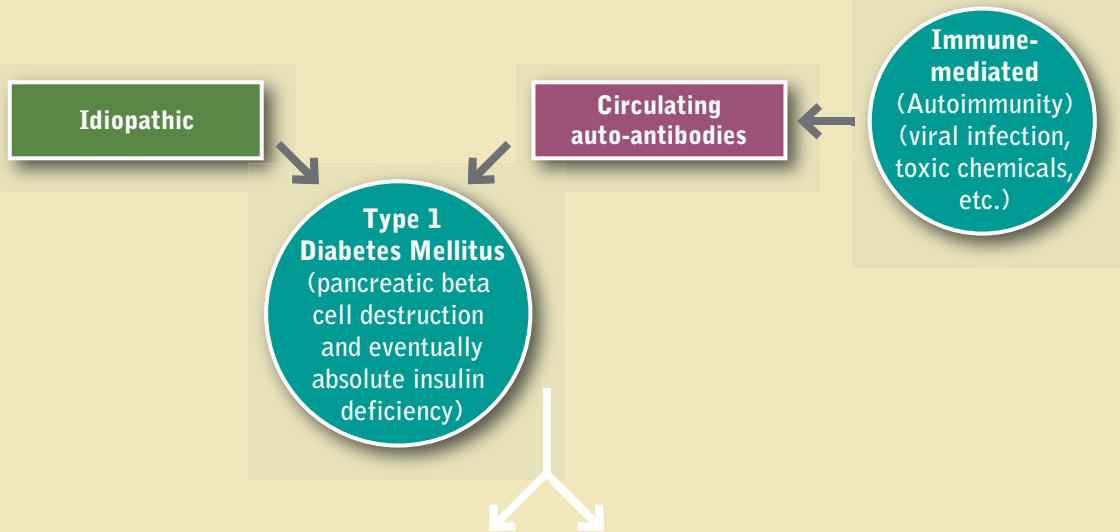 Idiopathic
Circulating
auto-antibodies
Immune-
mediated
(Autoimmunity)
(viral infection,
toxic chemicals,
etc.)
Type 1
Diabetes Mellitus
(pancreatic beta
cell destruction
and eventually
absolute insulin
deficiency)